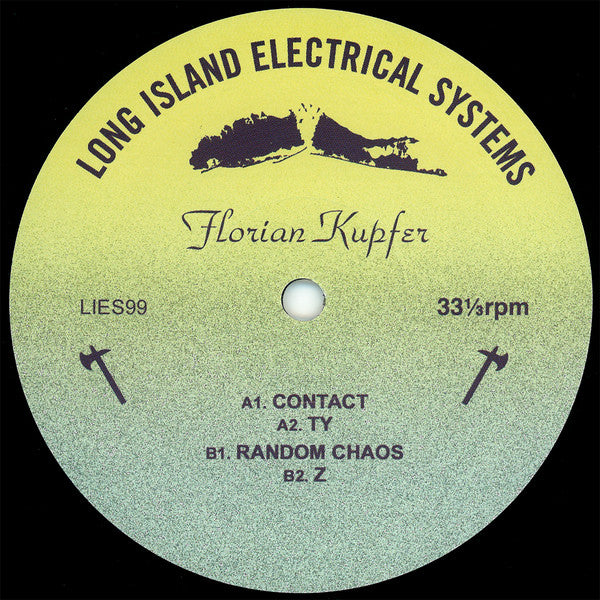 LONG ISLAND ELECTRICAL SYSTEMS
Florian Kupfer
LIES99
33⅓rpm
A1. CONTACT
A2. TY
B1. RANDOM CHAOS
B2. Z